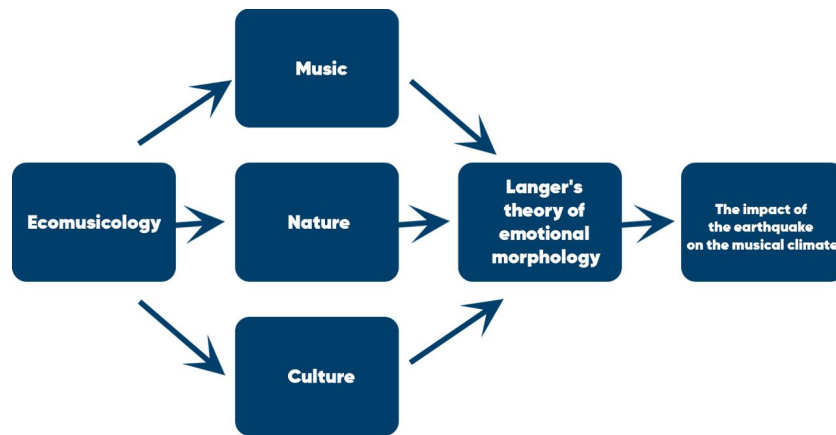 Music
Ecomusicology
Nature
Culture
Langer's
theory of
emotional
morphology
The impact of
the earthquake
on the musical climate